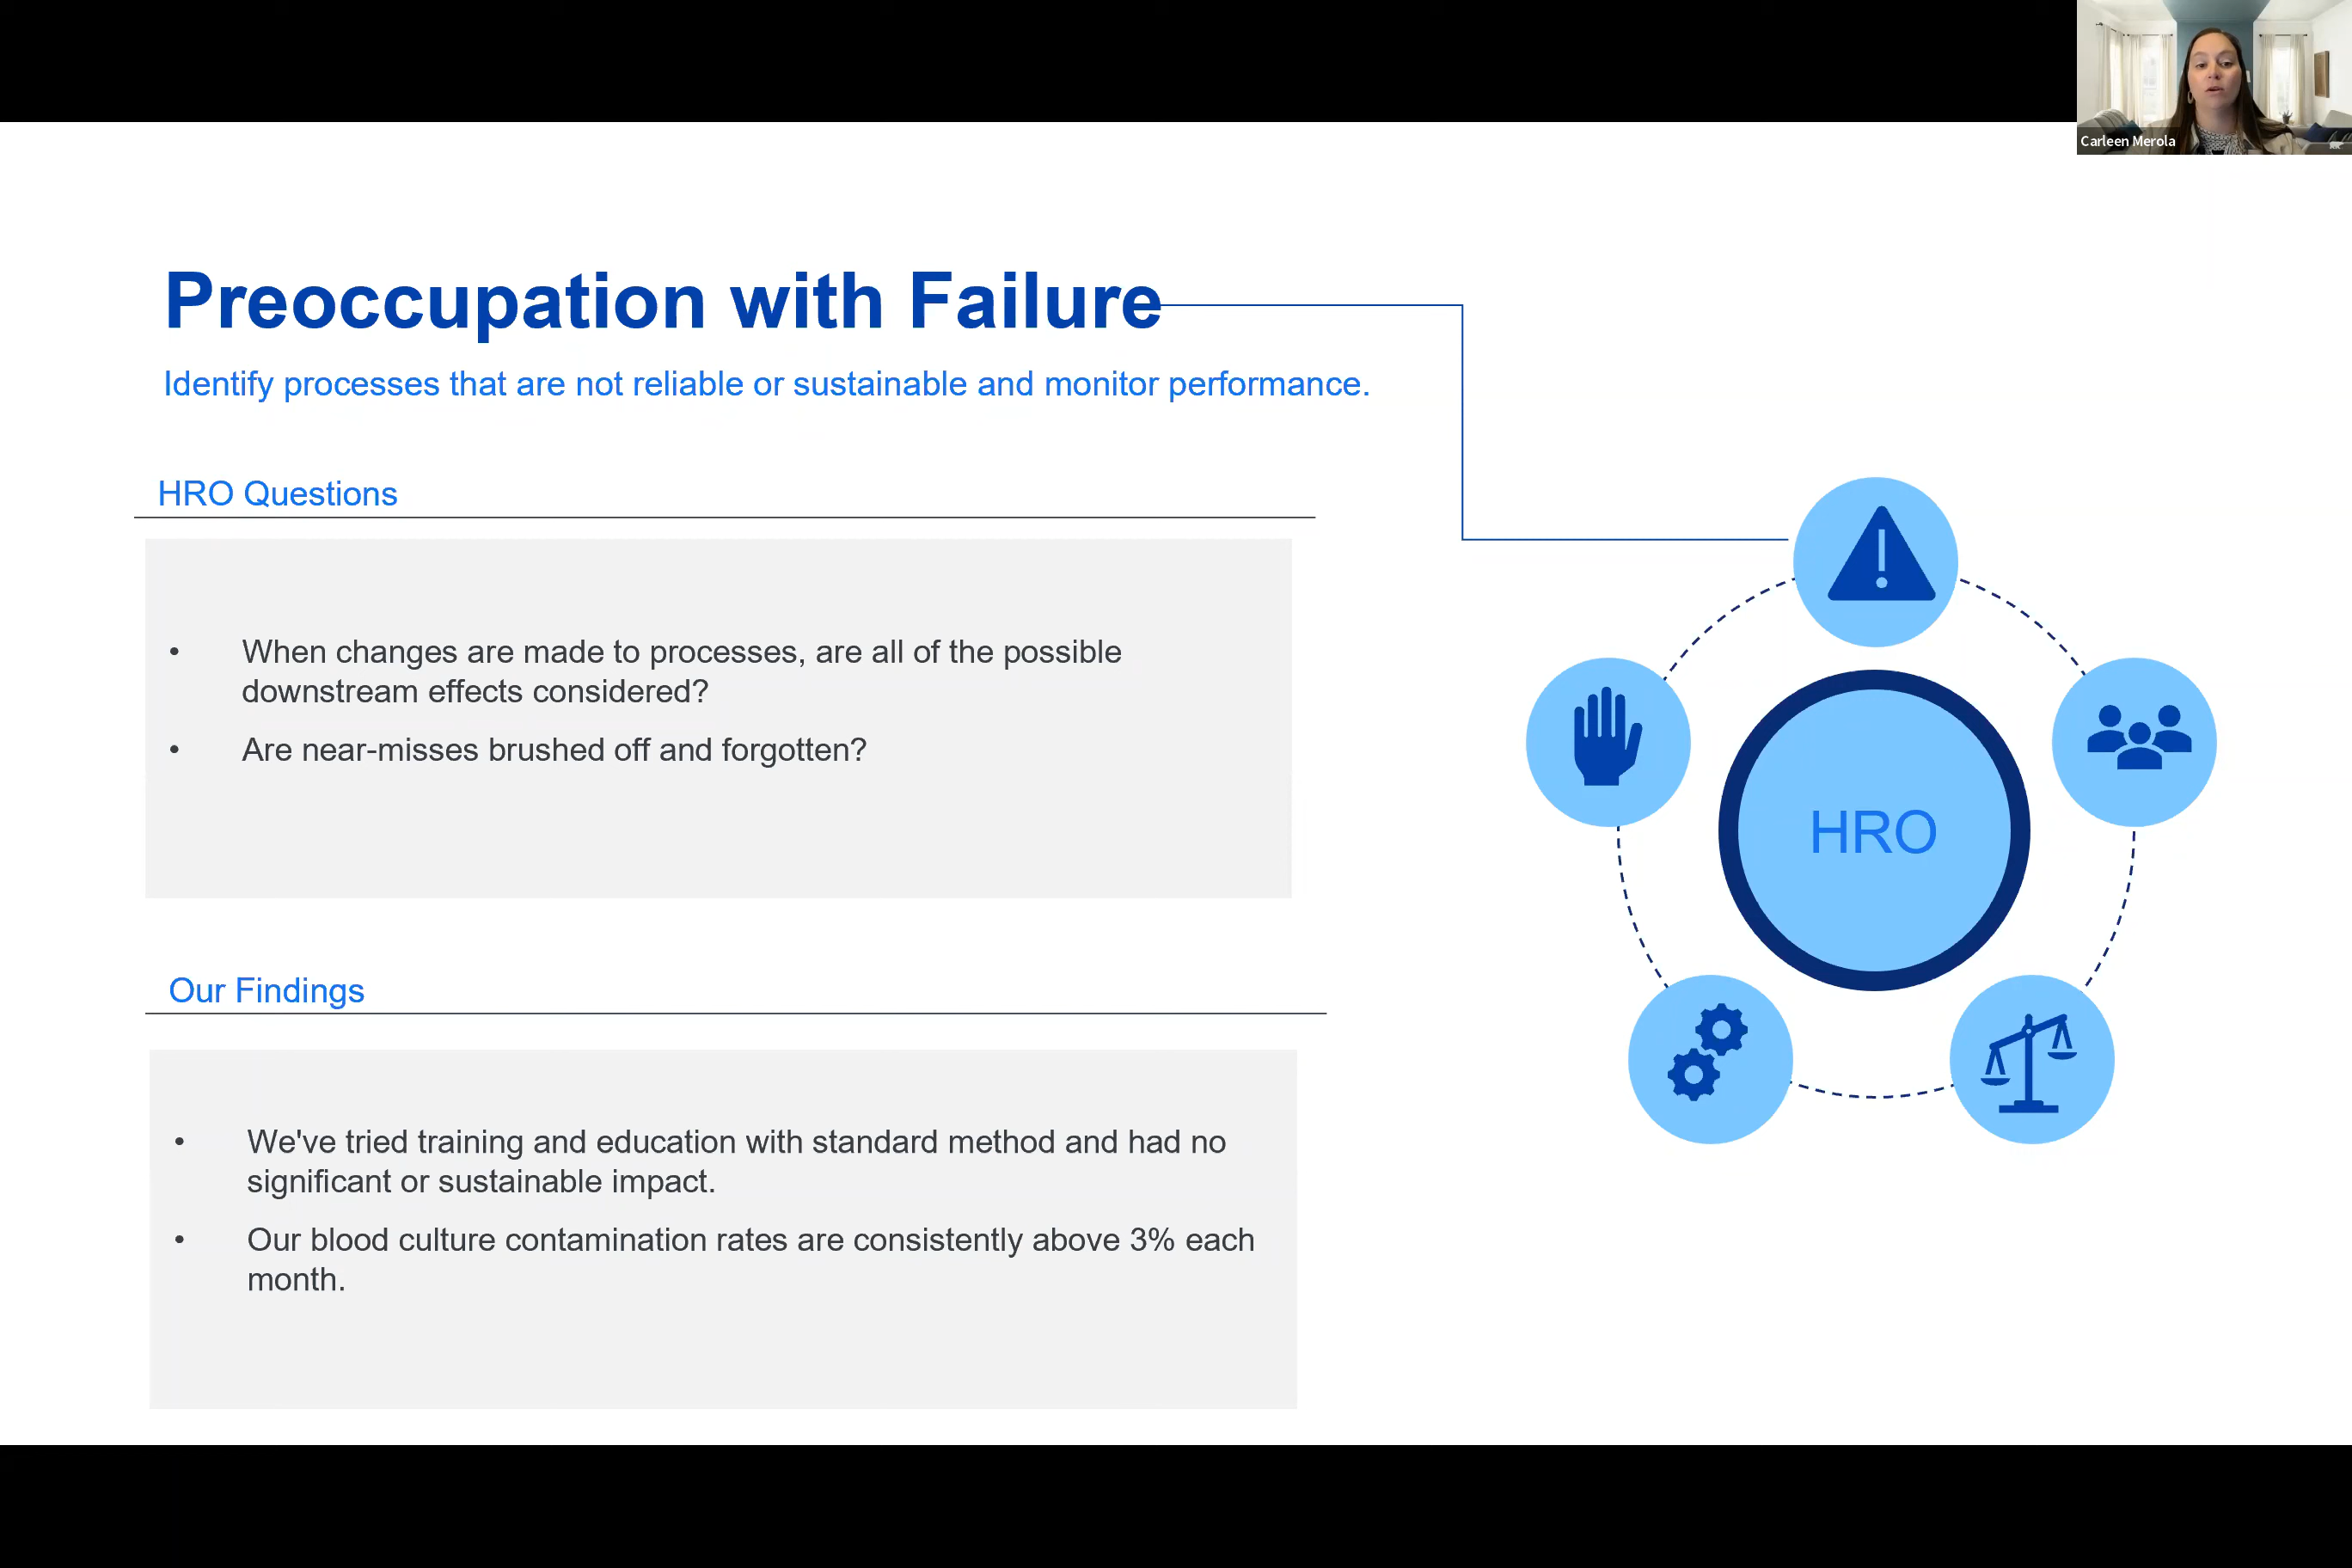 Carleen Merola
Preoccupation with Failure
Identify processes that are not reliable or sustainable and monitor performance.
HRO Questions
• When changes are made to processes, are all of the possible
downstream effects considered?
• Are near-misses brushed off and forgotten?
Our Findings
• We've tried training and education with standard method and had no
significant or sustainable impact.
• Our blood culture contamination rates are consistently above 3% each
month.
HRO